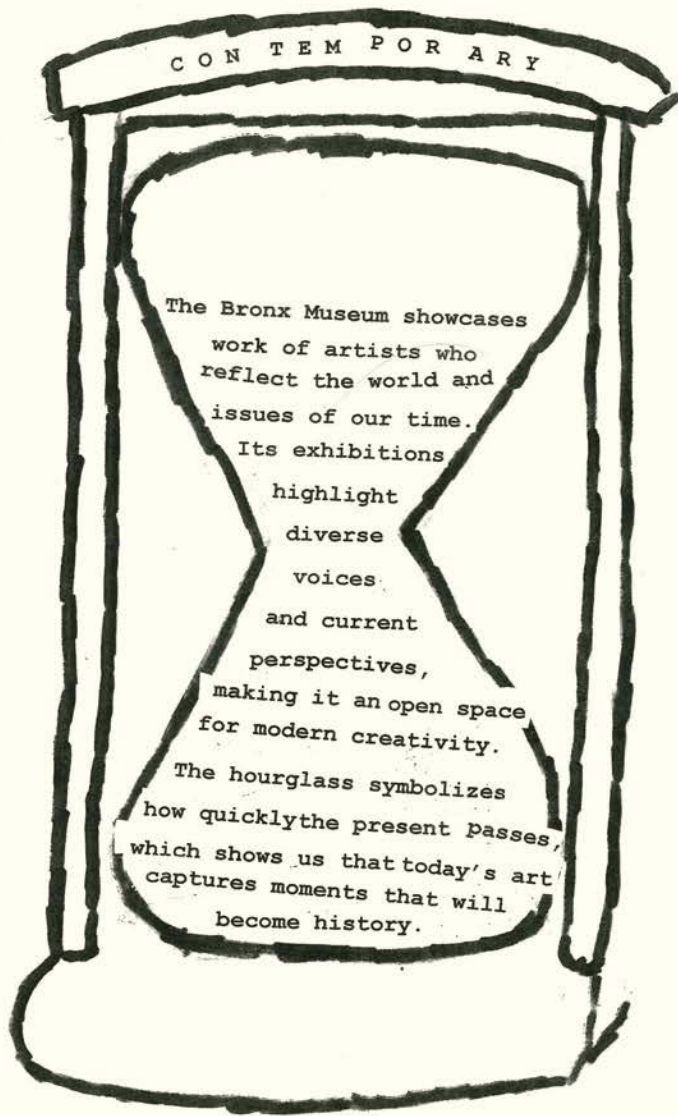 CON TEM POR ARY
The Bronx Museum showcases
work of artists who
reflect the world and
issues of our time.
Its exhibitions
highlight
diverse
voices
and current
perspectives,
making it an open space
for modern creativity.
The hourglass symbolizes
how quicklythe present passes,
which shows us that today's art
captures moments that will
become history.